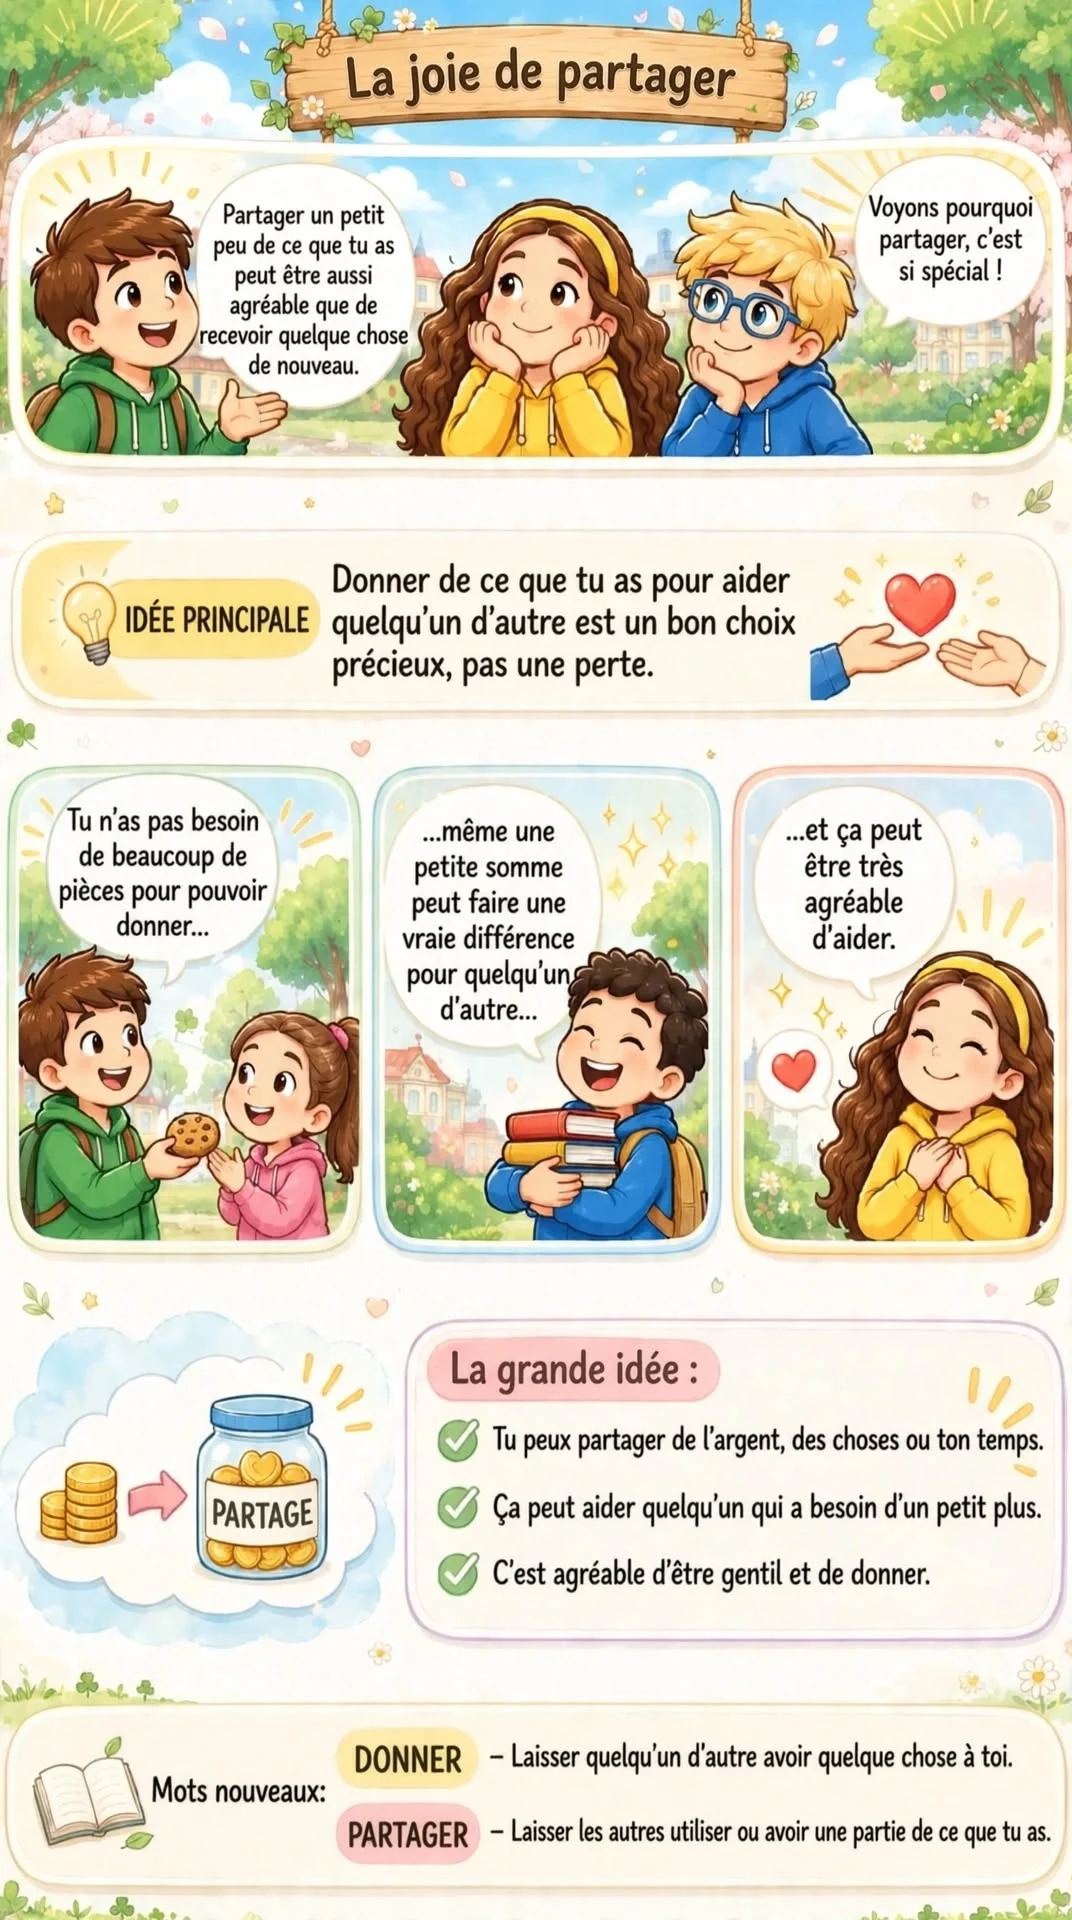 La joie de partager
Partager un petit
peu de ce que tu as
peut être aussi
agréable que de
recevoir quelque chose
de nouveau.
Voyons pourquoi
partager, c'est
si spécial !
IDÉE PRINCIPALE
Donner de ce que tu as pour aider
quelqu'un d'autre est un bon choix
précieux, pas une perte.
Tu n'as pas besoin
de beaucoup de
pièces pour pouvoir
donner...
...même une
petite somme
peut faire une
vraie différence
pour quelqu'un
d'autre...
...et ça peut
être très
agréable
d'aider.
PARTAGE
La grande idée :
Tu peux partager de l'argent, des choses ou ton temps.
Ça peut aider quelqu'un qui a besoin d'un petit plus.
C'est agréable d'être gentil et de donner.
Mots nouveaux:
DONNER – Laisser quelqu'un d'autre avoir quelque chose à toi.
PARTAGER – Laisser les autres utiliser ou avoir une partie de ce que tu as.